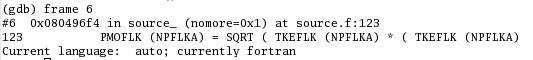 (gdb) frame 6
#6  0x080496f4 in source_ (nomore=0x1) at source.f:123
123           PMOFLK (NPFLKA) = SQRT ( TKEFLK (NPFLKA) * ( TKEFLK (NPFLKA)
Current language:  auto; currently fortran